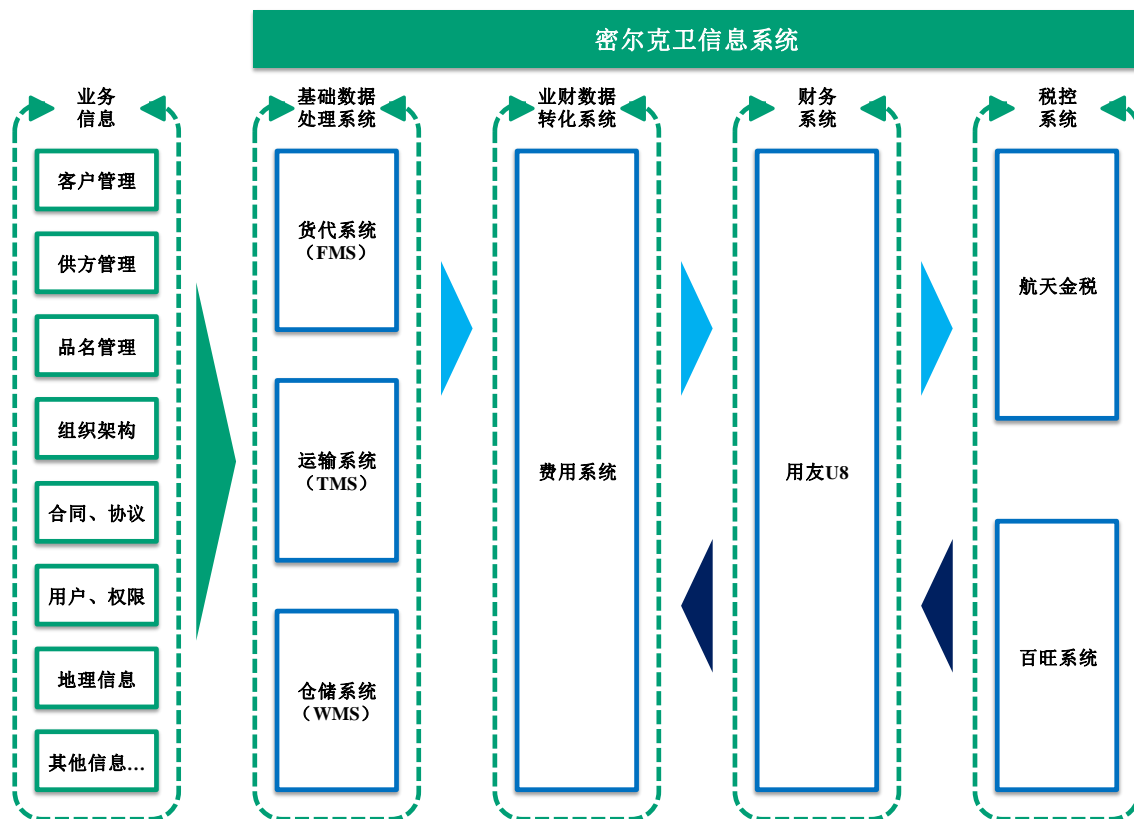 密尔克卫信息系统
业务
信息
客户管理
供方管理
品名管理
组织架构
合同、协议
用户、权限
地理信息
其他信息...
基础数据
处理系统
货代系统
（FMS）
运输系统
（TMS）
仓储系统
（WMS）
业财数据
转化系统
费用系统
财务
系统
用友U8
税控
系统
航天金税
百旺系统